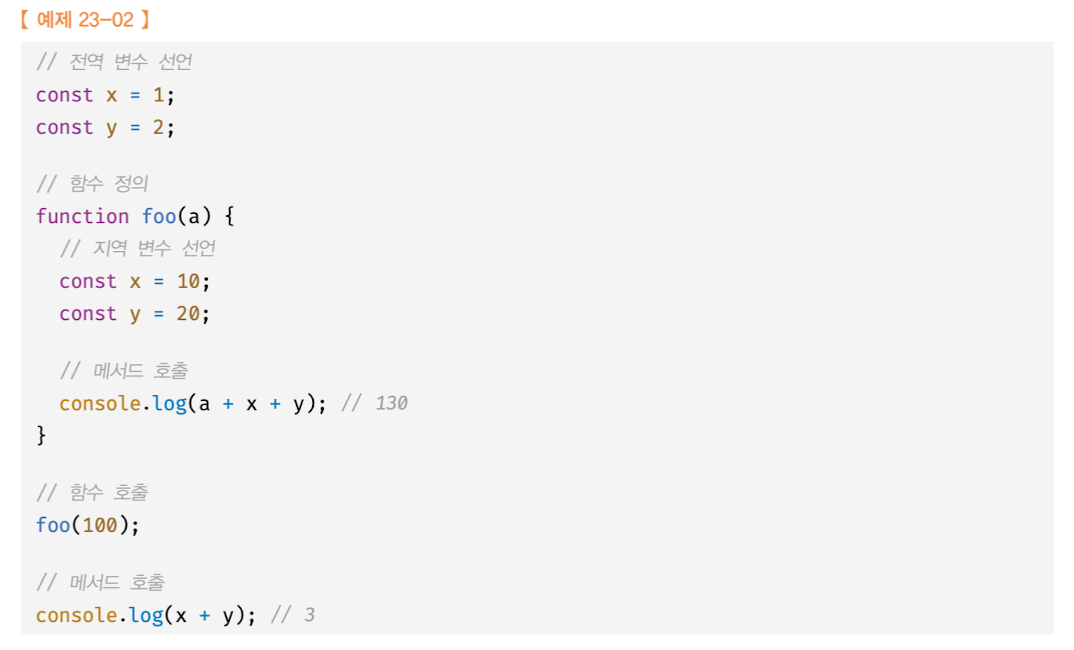 【 예제 23-02 】
// 전역 변수 선언
const x = 1;
const y = 2;
// 함수 정의
function foo(a) {
// 지역 변수 선언
const x = 10;
const y = 20;
// 메서드 호출
console.log(a + x + y); // 130
}
// 함수 호출
foo(100);
// 메서드 호출
console.log(x + y); // 3